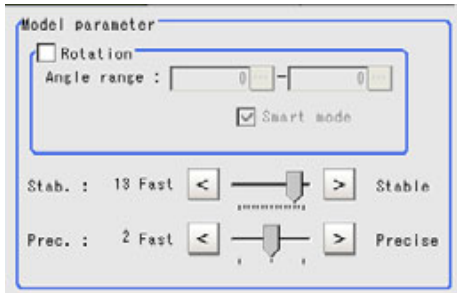 Model parameter
Rotation
Angle range : 0 ... - 0 ...
Smart mode
Stab. : 13 Fast < > Stable
Prec. : 2 Fast < > Precise